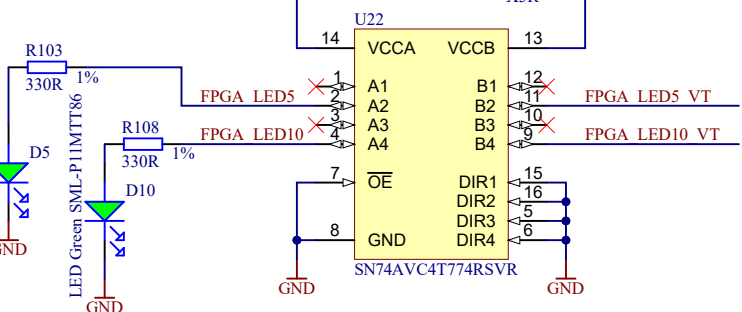 U22
14 VCCA VCCB 13
R103
330R
1%
1 A1 B1 12
FPGA_LED5 2 A2 B2 11 FPGA_LED5_VT
3 A3 B3 10
FPGA_LED10 4 A4 B4 9 FPGA_LED10_VT
R108
330R
1%
D5
D10
LED Green SML-P11MTT86
7 OE DIR1 15
DIR2 16
DIR3 5
8 GND DIR4 6
SN74AVC4T774RSVR
GND
GND
GND